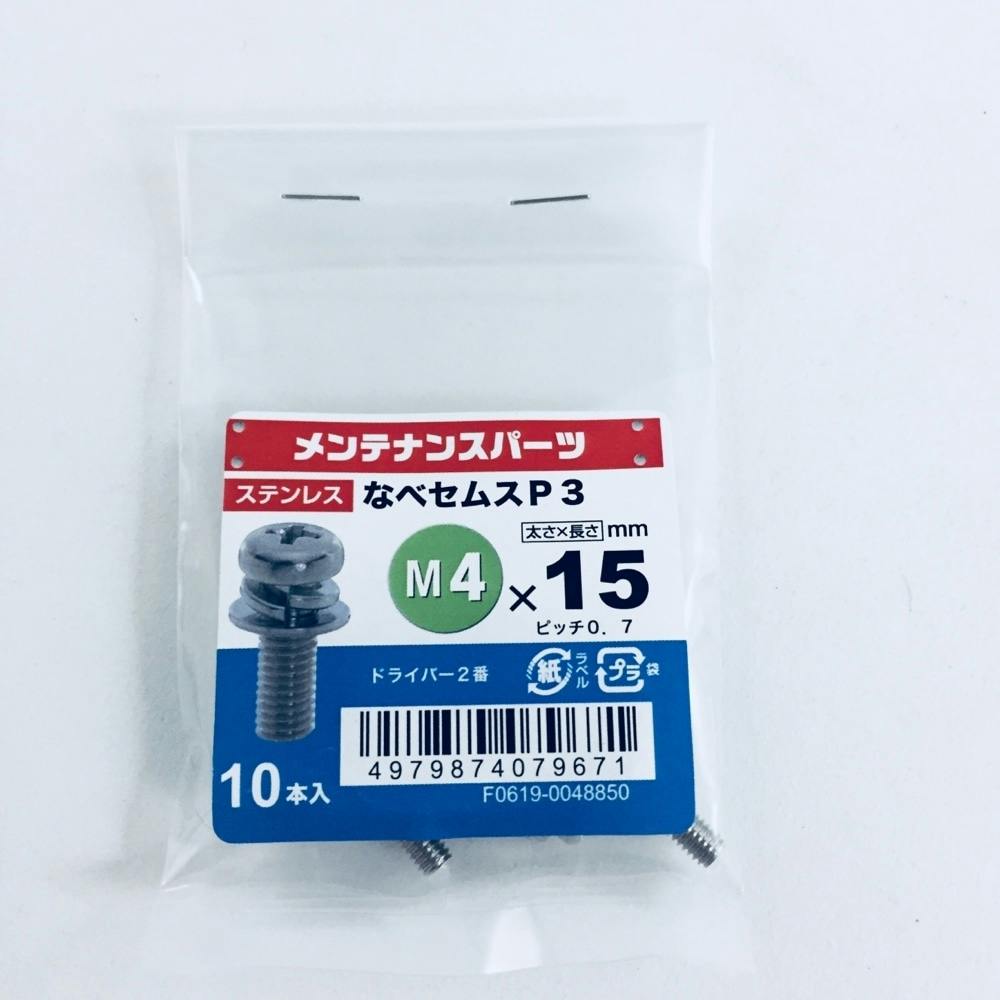 メンテナンスパーツ
ステンレス なべセムスP3
太さ×長さ mm
M4 ×15
ピッチ0.7
ドライバー2番
紙 ラベル プラ 袋
4979874079671
10本入
F0619-0048850